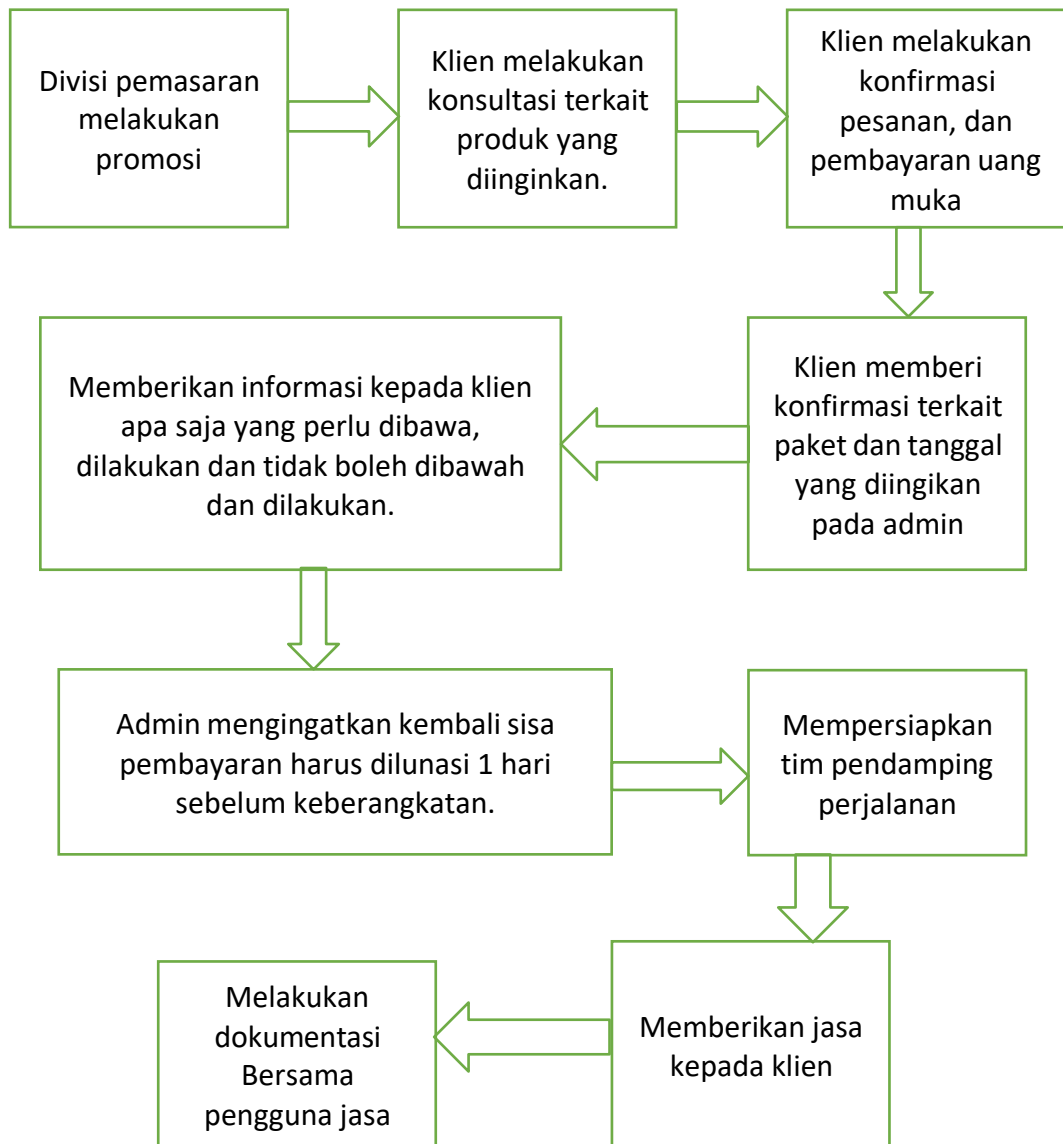 Divisi pemasaran
melakukan
promosi
Klien melakukan
konsultasi terkait
produk yang
diinginkan.
Klien melakukan
konfirmasi
pesanan, dan
pembayaran uang
muka
Klien memberi
konfirmasi terkait
paket dan tanggal
yang diingikan
pada admin
Memberikan informasi kepada klien
apa saja yang perlu dibawa,
dilakukan dan tidak boleh dibawah
dan dilakukan.
Admin mengingatkan kembali sisa
pembayaran harus dilunasi 1 hari
sebelum keberangkatan.
Mempersiapkan
tim pendamping
perjalanan
Memberikan jasa
kepada klien
Melakukan
dokumentasi
Bersama
pengguna jasa